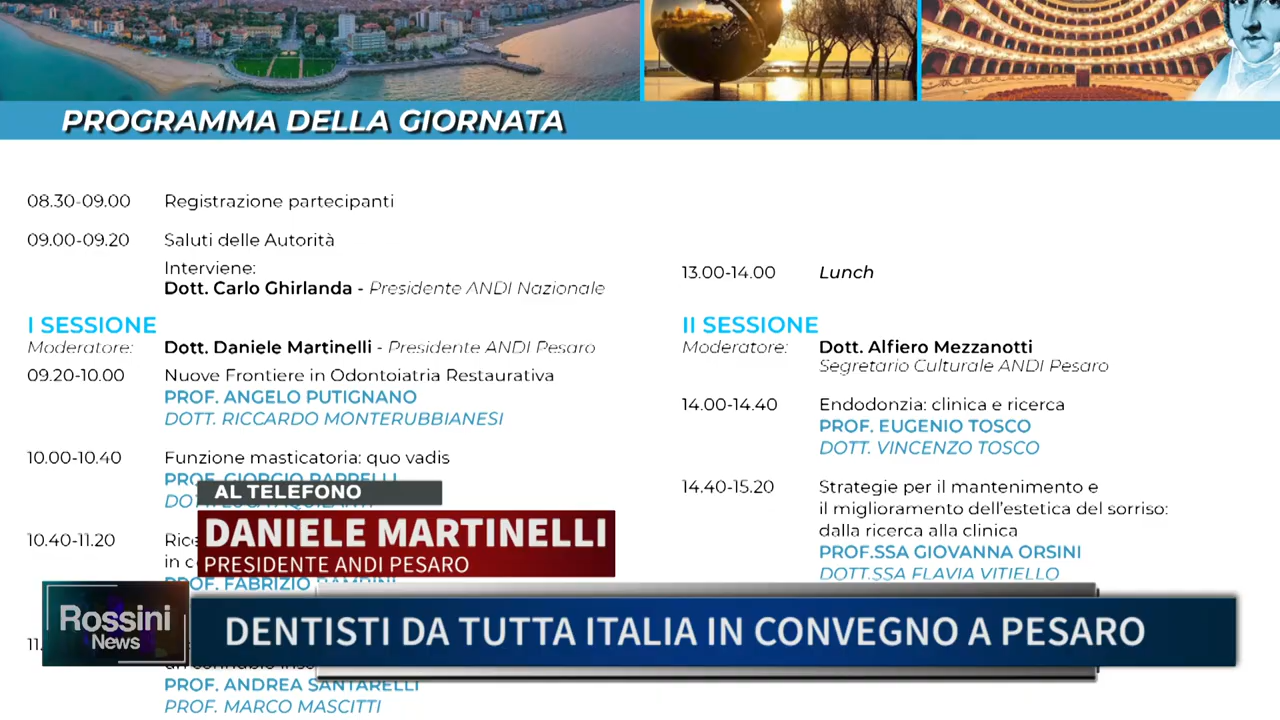 PROGRAMMA DELLA GIORNATA
08.30-09.00 Registrazione partecipanti
09.00-09.20 Saluti delle Autorità
Interviene:
Dott. Carlo Ghirlanda - Presidente ANDI Nazionale
I SESSIONE
Moderatore: Dott. Daniele Martinelli - Presidente ANDI Pesaro
09.20-10.00 Nuove Frontiere in Odontoiatria Restaurativa
PROF. ANGELO PUTIGNANO
DOTT. RICCARDO MONTERUBBIANESI
10.00-10.40 Funzione masticatoria: quo vadis
PROF. GIORGIO
10.40-11.20
PROF. FABRIZIO
PROF. ANDREA SANTARELLI
PROF. MARCO MASCITTI
13.00-14.00 Lunch
II SESSIONE
Moderatore: Dott. Alfiero Mezzanotti
Segretario Culturale ANDI Pesaro
14.00-14.40 Endodonzia: clinica e ricerca
PROF. EUGENIO TOSCO
DOTT. VINCENZO TOSCO
14.40-15.20 Strategie per il mantenimento e
il miglioramento dell'estetica del sorriso:
dalla ricerca alla clinica
PROF.SSA GIOVANNA ORSINI
DOTT.SSA FLAVIA VITIELLO
AL TELEFONO
DANIELE MARTINELLI
PRESIDENTE ANDI PESARO
Rossini
News
DENTISTI DA TUTTA ITALIA IN CONVEGNO A PESARO